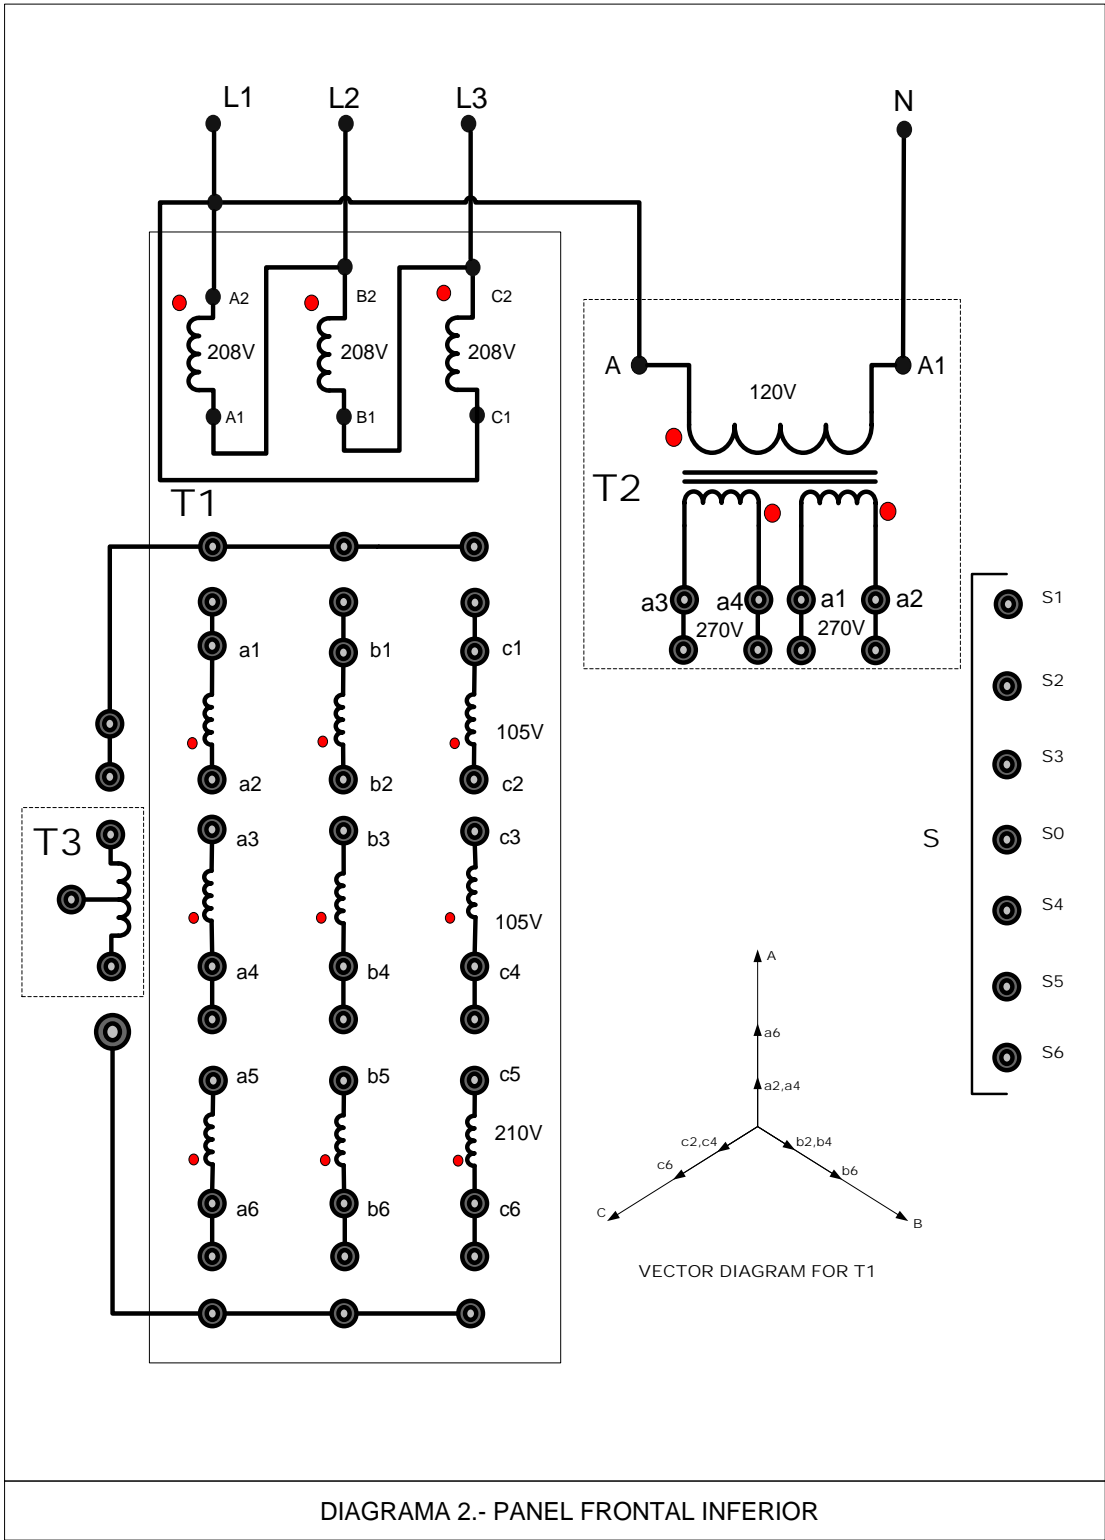 L1 L2 L3 N
A2 B2 C2
208V 208V 208V
A A1
120V
A1 B1 C1
T1
T2
a3 a4 a1 a2
270V 270V
S1
a1 b1 c1
S2
105V
S3
a2 b2 c2
T3
a3 b3 c3
S
S0
S4
105V
a4 b4 c4
A
S5
a6
S6
a5 b5 c5
a2,a4
210V
c2,c4 b2,b4
c6 b6
a6 b6 c6
C B
VECTOR DIAGRAM FOR T1
DIAGRAMA 2.- PANEL FRONTAL INFERIOR